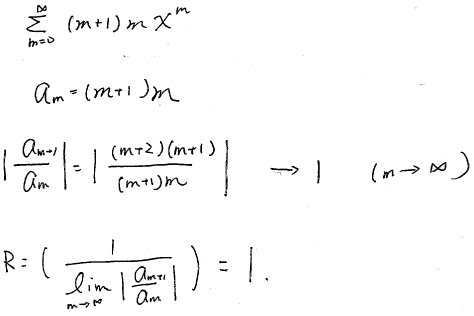 ∑_{m=0}^{∞} (m+1) m x^m
a_m = (m+1) m
|a_{m+1}/a_m| = |(m+2)(m+1)/(m+1)m| → 1 (m → ∞)
R = (1/(lim_{m→∞} |a_{m+1}/a_m|)) = 1.